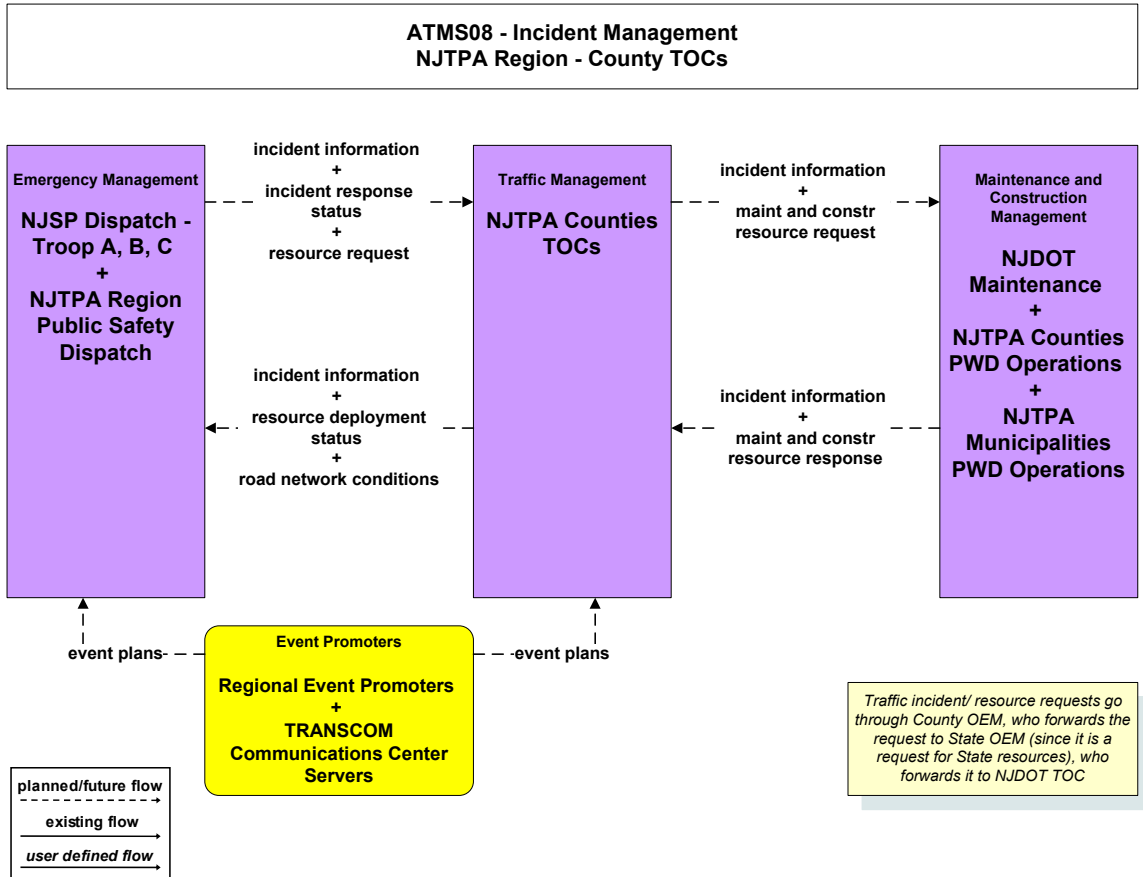 ATMS08 - Incident Management
NJTPA Region - County TOCs
Emergency Management
NJSP Dispatch -
Troop A, B, C
+
NJTPA Region
Public Safety
Dispatch
incident information
+
incident response
status
+
resource request
incident information
+
resource deployment
status
+
road network conditions
Traffic Management
NJTPA Counties
TOCs
incident information
+
maint and constr
resource request
incident information
+
maint and constr
resource response
Maintenance and
Construction
Management
NJDOT
Maintenance
+
NJTPA Counties
PWD Operations
+
NJTPA
Municipalities
PWD Operations
event plans
Event Promoters
Regional Event Promoters
+
TRANSCOM
Communications Center
Servers
event plans
Traffic incident/ resource requests go
through County OEM, who forwards the
request to State OEM (since it is a
request for State resources), who
forwards it to NJDOT TOC
planned/future flow
existing flow
user defined flow